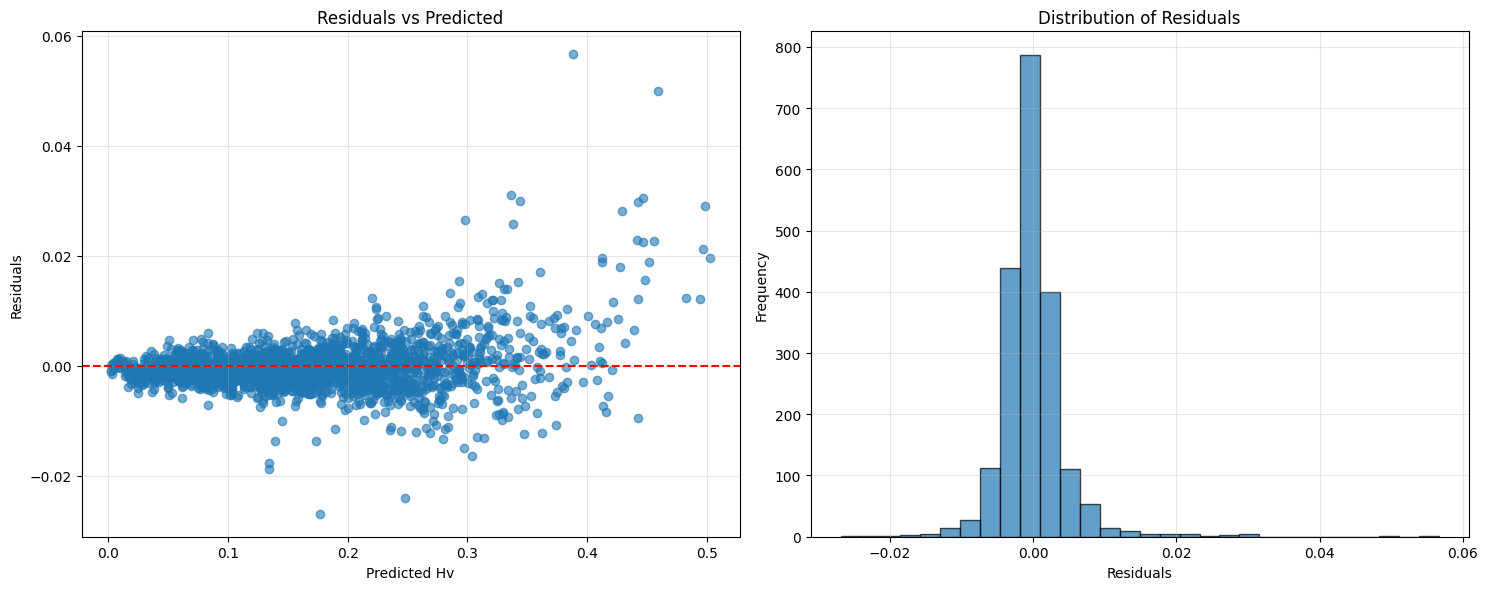 Residuals vs Predicted
0.06
0.04
0.02
0.00
−0.02
0.0 0.1 0.2 0.3 0.4 0.5
Predicted Hv
Residuals
Distribution of Residuals
800
700
600
500
400
300
200
100
0
−0.02 0.00 0.02 0.04 0.06
Residuals
Frequency